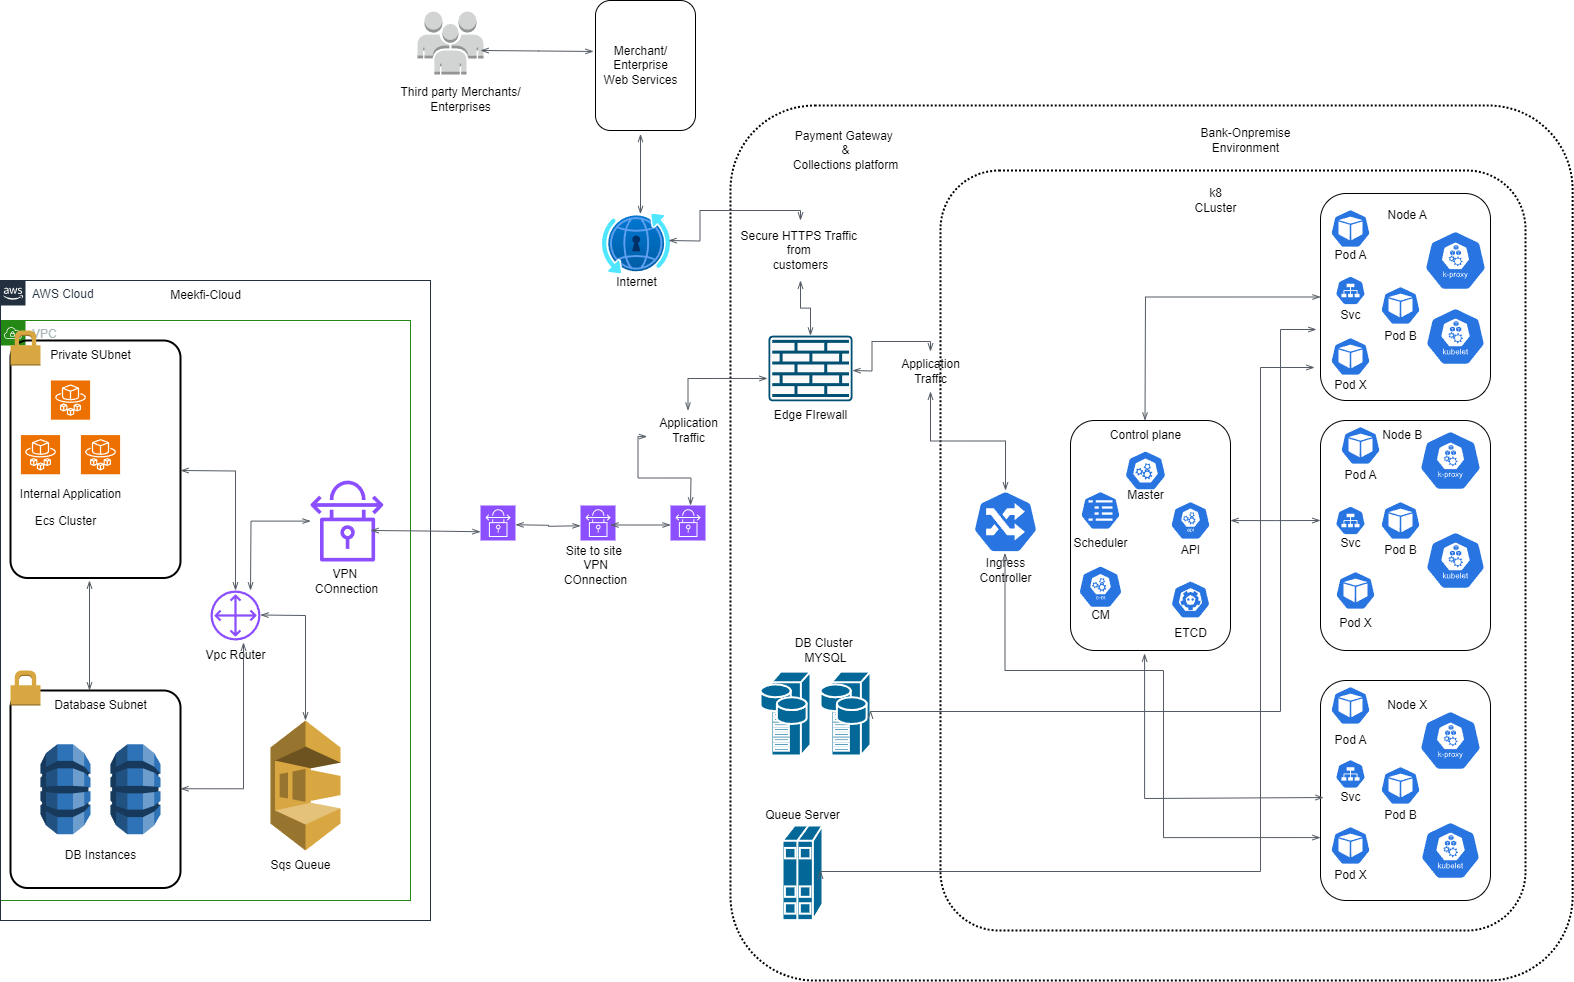 Third party Merchants/
Enterprises
Merchant/
Enterprise
Web Services
Internet
Payment Gateway
&
Collections platform
Bank-Onpremise
Environment
k8
CLuster
Secure HTTPS Traffic
from
customers
Edge FIrewall
Application
Traffic
Application
Traffic
aws
AWS Cloud
Meekfi-Cloud
VPC
Private SUbnet
Internal Application
Ecs Cluster
VPN
COnnection
Vpc Router
Database Subnet
DB Instances
Sqs Queue
Site to site
VPN
COnnection
Ingress
Controller
DB Cluster
MYSQL
Queue Server
Control plane
Master
Scheduler
api
API
c-m
CM
ETCD
Node A
Pod A
k-proxy
Svc
Pod B
kubelet
Pod X
Node B
Pod A
k-proxy
Svc
Pod B
kubelet
Pod X
Node X
Pod A
k-proxy
Svc
Pod B
kubelet
Pod X